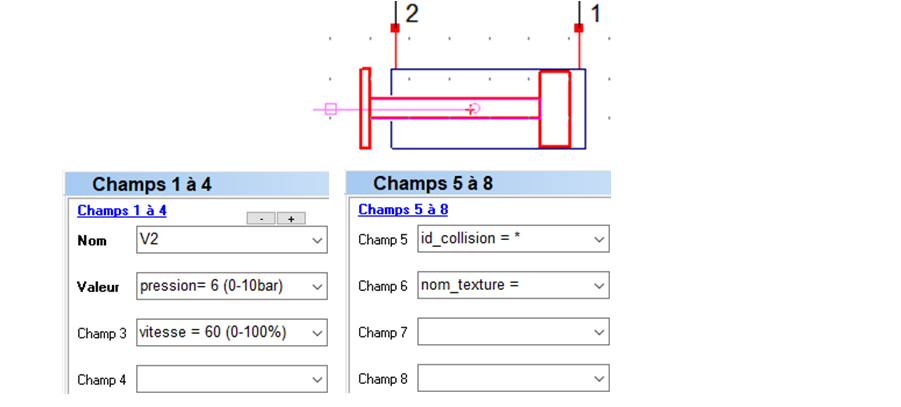 2 1
Champs 1 à 4
Champs 1 à 4
- +
Nom V2
Valeur pression= 6 (0-10bar)
Champ 3 vitesse = 60 (0-100%)
Champ 4
Champs 5 à 8
Champs 5 à 8
Champ 5 id_collision = *
Champ 6 nom_texture =
Champ 7
Champ 8